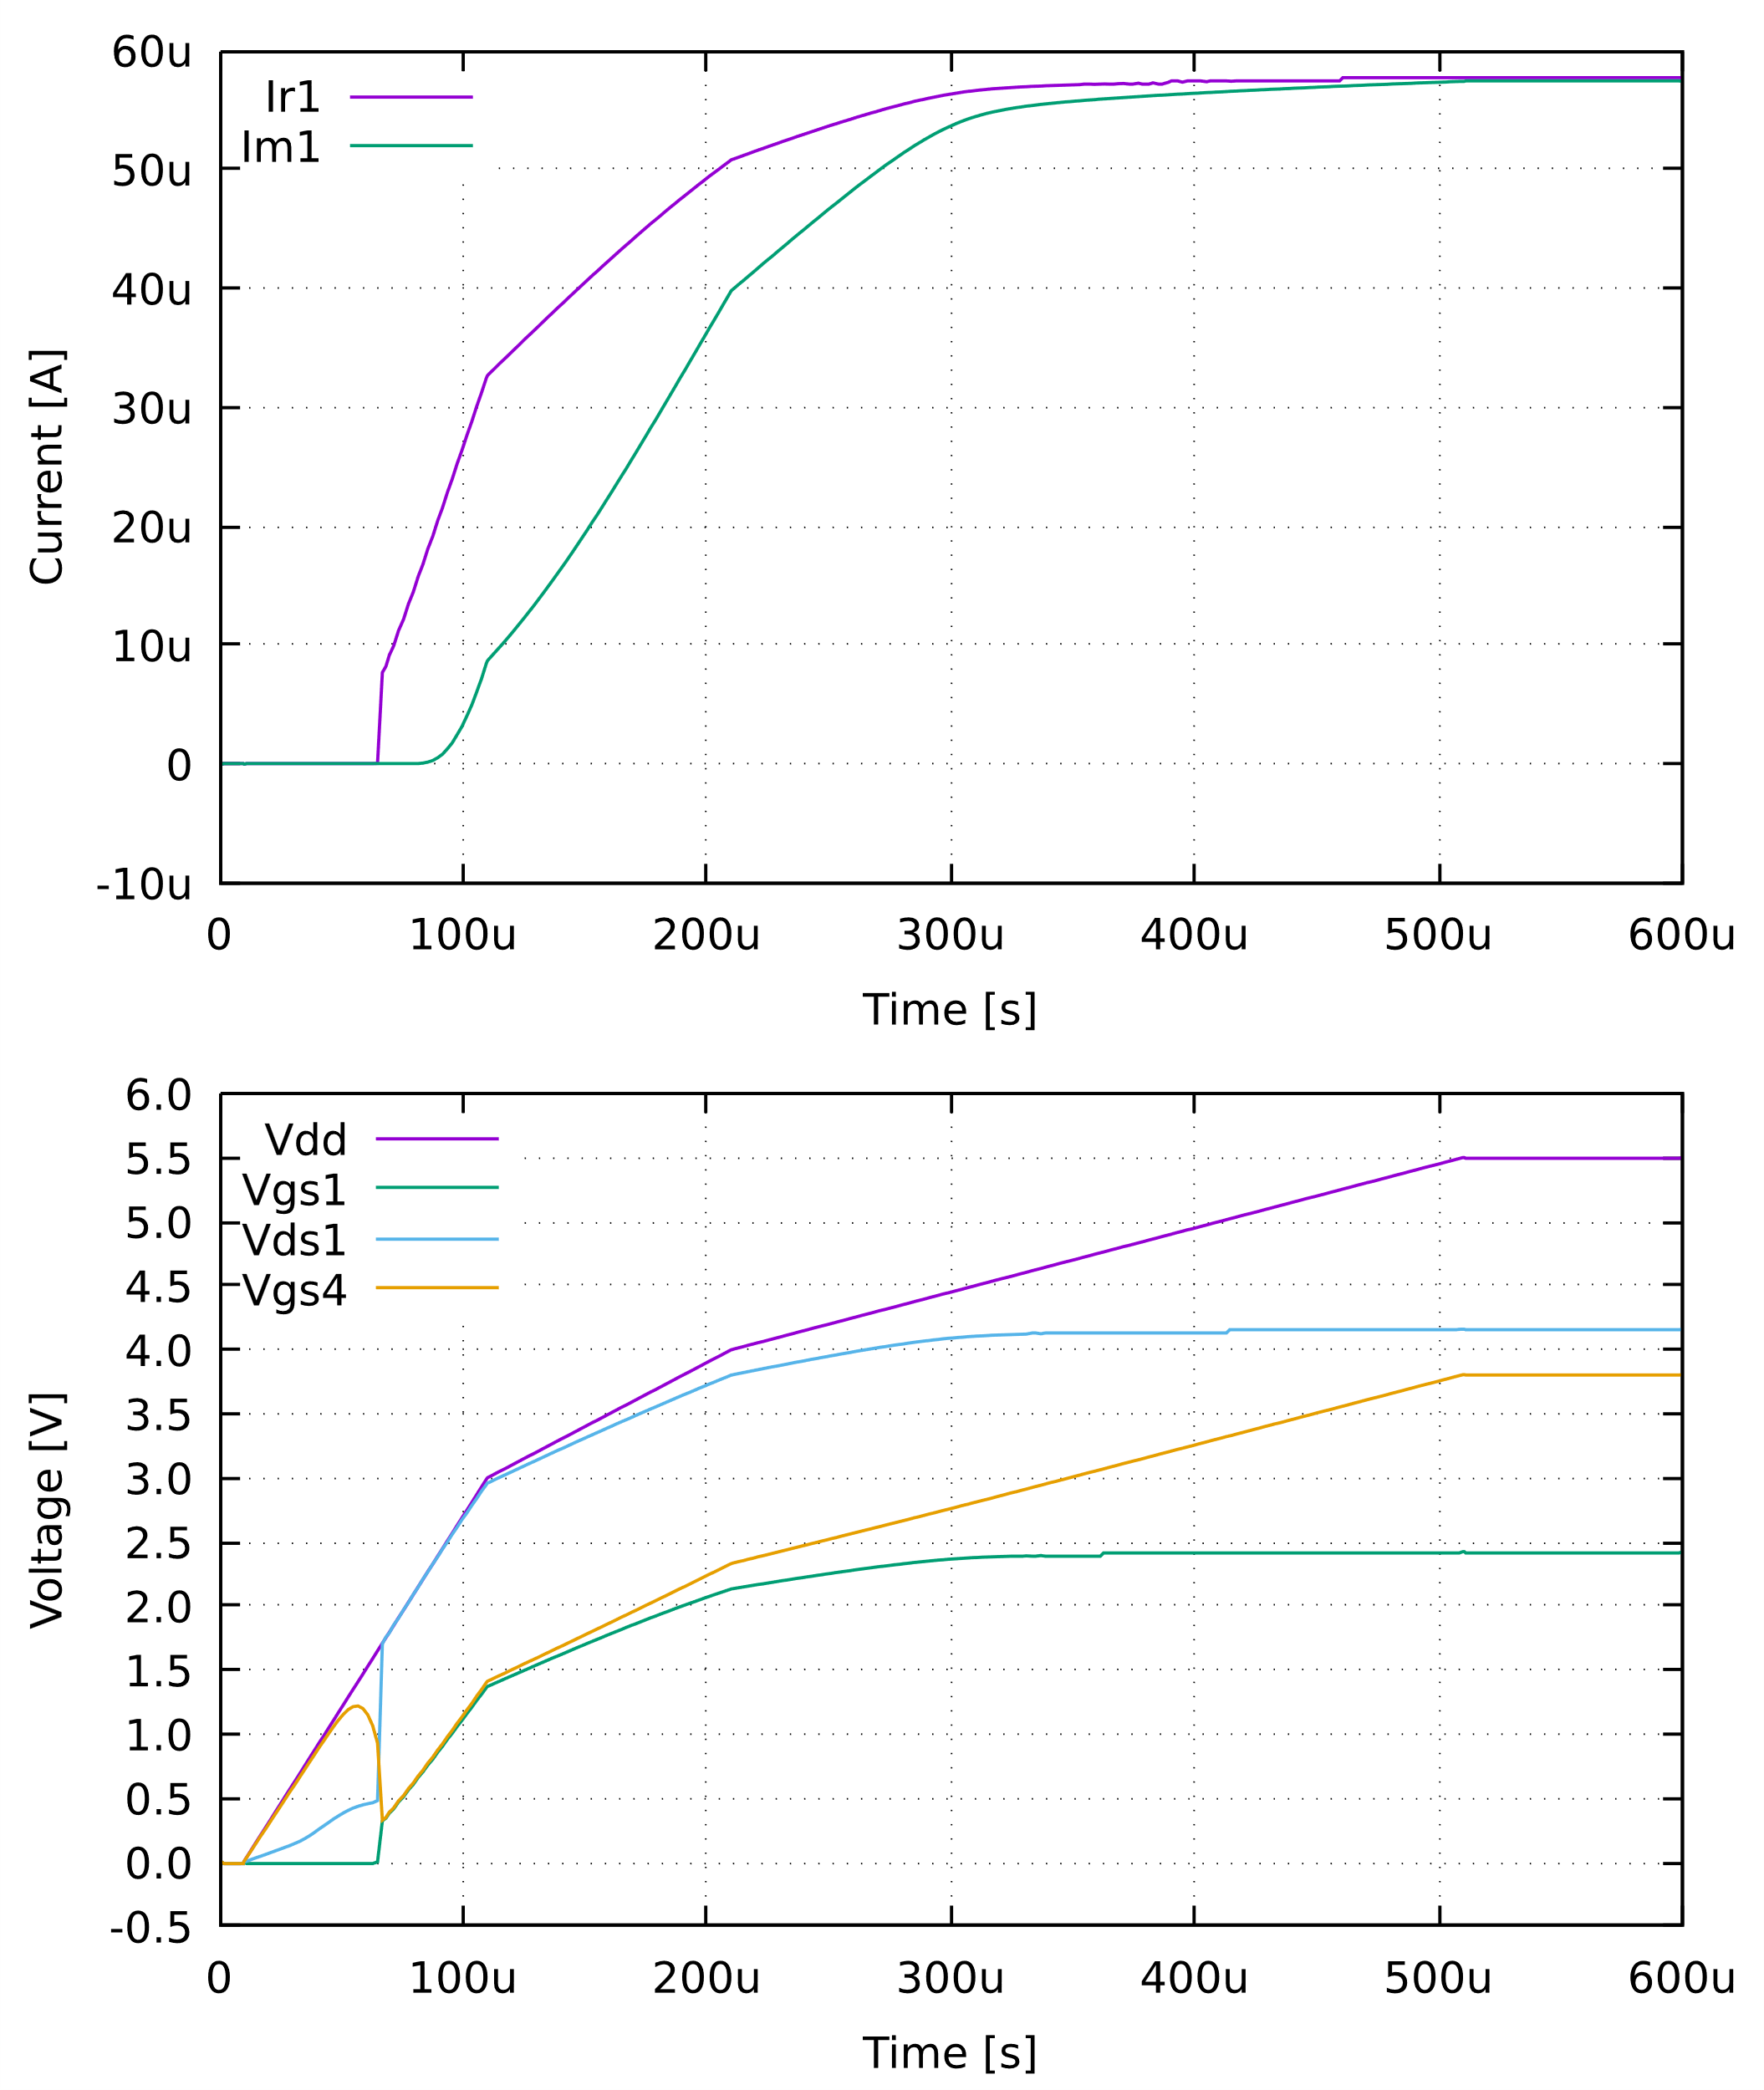 60u
50u
40u
30u
20u
10u
0
-10u
Current [A]
Ir1
Im1
0 100u 200u 300u 400u 500u 600u
Time [s]
6.0
5.5
5.0
4.5
4.0
3.5
3.0
2.5
2.0
1.5
1.0
0.5
0.0
-0.5
Voltage [V]
Vdd
Vgs1
Vds1
Vgs4
0 100u 200u 300u 400u 500u 600u
Time [s]